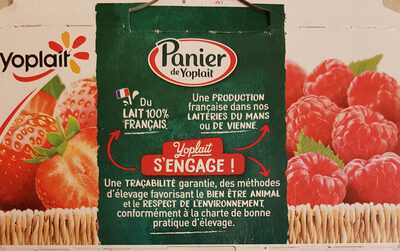 Yoplait
Panier
de Yoplait
Du
LAIT 100%
FRANÇAIS
Une PRODUCTION
française dans nos
LAITÉRIES DU MANS
OU DE VIENNE.
Yoplait
S'ENGAGE !
Une TRAÇABILITÉ garantie, des méthodes
d'élevage favorisant le BIEN ÊTRE ANIMAL
et le RESPECT DE L'ENVIRONNEMENT,
conformément à la charte de bonne
pratique d'élevage.